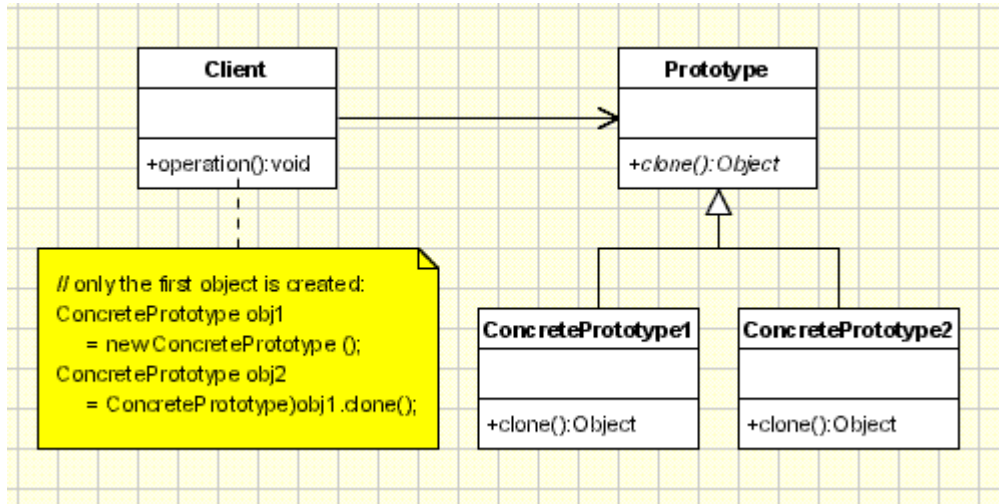 Client
Prototype
+operation():void
+clone():Object
// only the first object is created:
ConcretePrototype obj1
= new ConcretePrototype ();
ConcretePrototype obj2
= ConcretePrototype)obj1.clone();
ConcretePrototype1
ConcretePrototype2
+clone():Object
+clone():Object